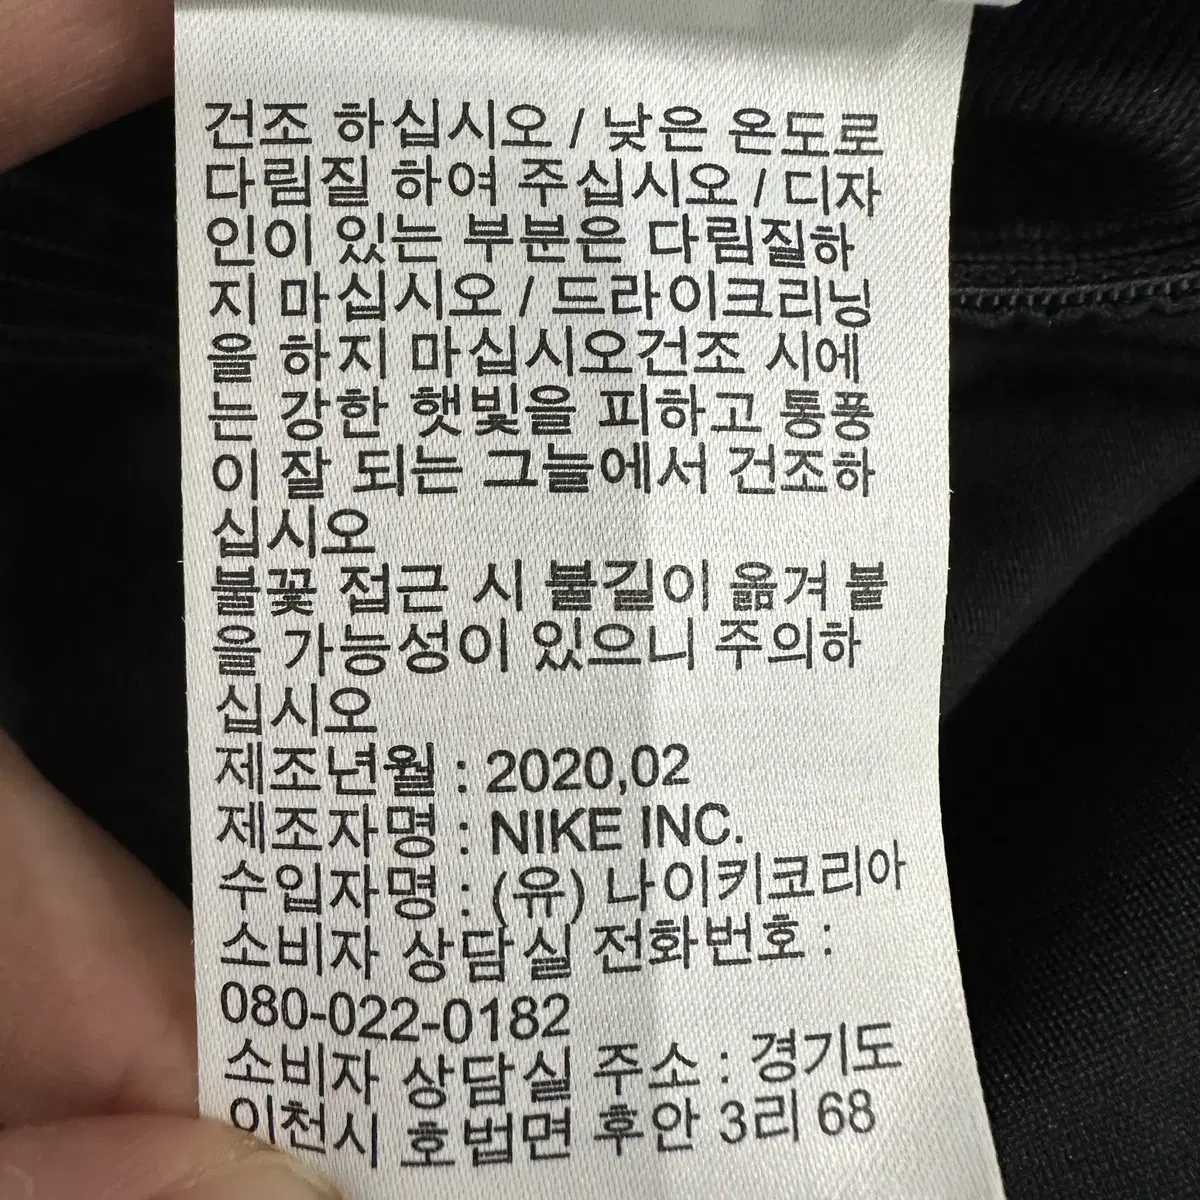 건조 하십시오 / 낮은 온도로
다림질 하여 주십시오 / 디자
인이 있는 부분은 다림질하
지 마십시오 / 드라이크리닝
을 하지 마십시오건조 시에
는 강한 햇빛을 피하고 통풍
이 잘 되는 그늘에서 건조하
십시오
불꽃 접근 시 불길이 옮겨 붙
을 가능성이 있으니 주의하
십시오
제조년월 : 2020,02
제조자명 : NIKE INC.
수입자명 : (유) 나이키코리아
소비자 상담실 전화번호 :
080-022-0182
소비자 상담실 주소 : 경기도
이천시 호법면 후안 3리 68